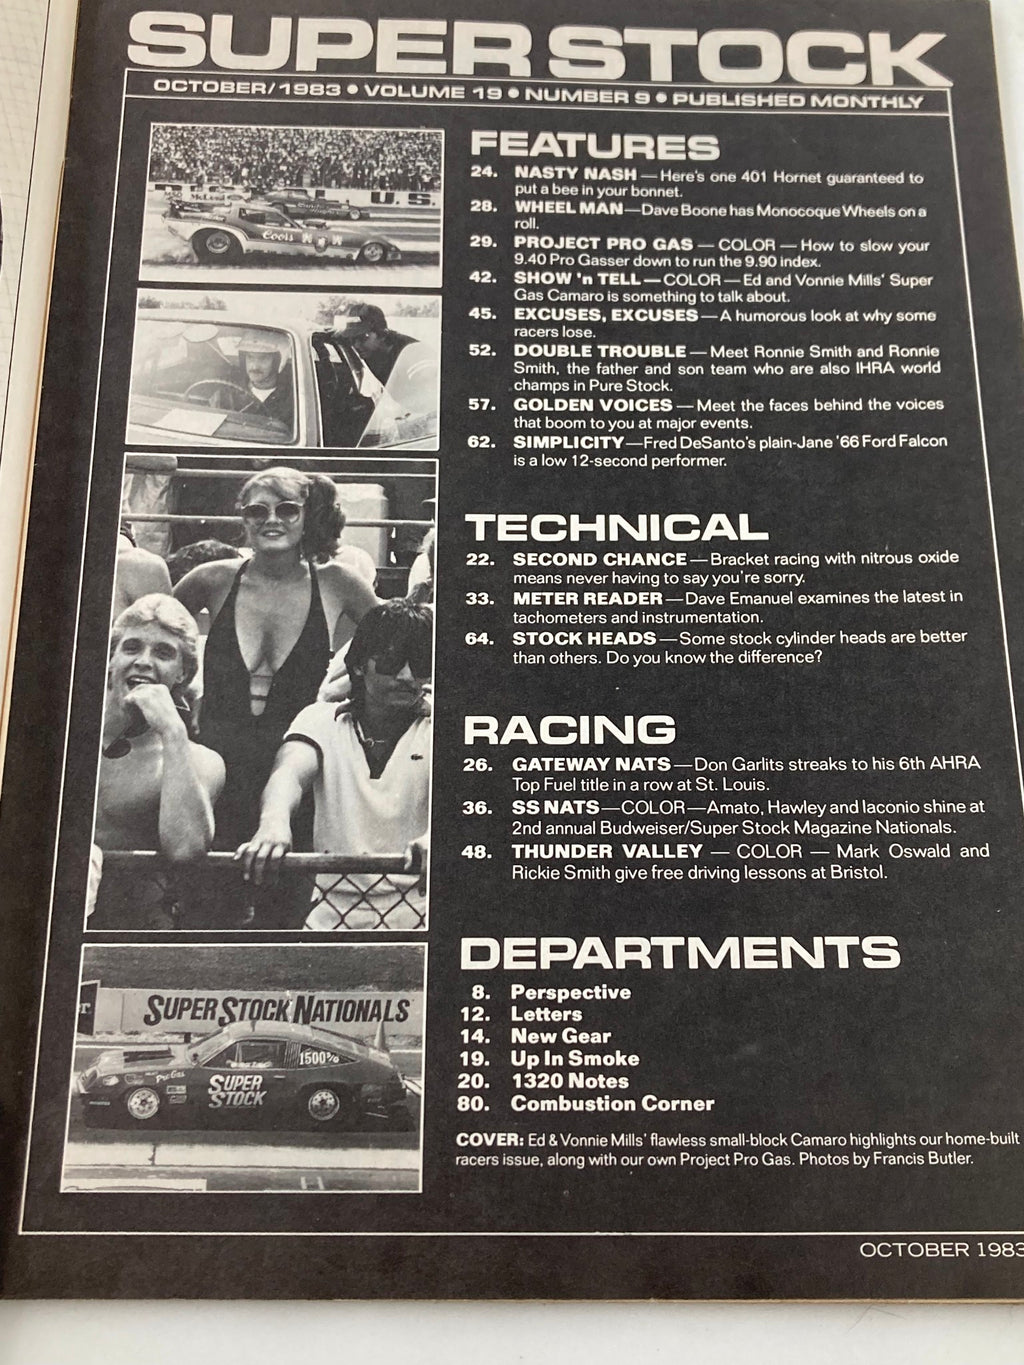 SUPER STOCK
OCTOBER/1983 • VOLUME 19 • NUMBER 9 • PUBLISHED MONTHLY
FEATURES
24. NASTY NASH — Here's one 401 Hornet guaranteed to
put a bee in your bonnet.
28. WHEEL MAN—Dave Boone has Monocoque Wheels on a
roll.
29. PROJECT PRO GAS — COLOR — How to slow your
9.40 Pro Gasser down to run the 9.90 index.
42. SHOW 'n TELL — COLOR — Ed and Vonnie Mills' Super
Gas Camaro is something to talk about.
45. EXCUSES, EXCUSES — A humorous look at why some
racers lose.
52. DOUBLE TROUBLE — Meet Ronnie Smith and Ronnie
Smith, the father and son team who are also IHRA world
champs in Pure Stock.
57. GOLDEN VOICES — Meet the faces behind the voices
that boom to you at major events.
62. SIMPLICITY—Fred DeSanto's plain-Jane '66 Ford Falcon
is a low 12-second performer.
TECHNICAL
22. SECOND CHANCE — Bracket racing with nitrous oxide
means never having to say you're sorry.
33. METER READER — Dave Emanuel examines the latest in
tachometers and instrumentation.
64. STOCK HEADS — Some stock cylinder heads are better
than others. Do you know the difference?
RACING
26. GATEWAY NATS — Don Garlits streaks to his 6th AHRA
Top Fuel title in a row at St. Louis.
36. SS NATS—COLOR—Amato, Hawley and Iaconio shine at
2nd annual Budweiser/Super Stock Magazine Nationals.
48. THUNDER VALLEY — COLOR — Mark Oswald and
Rickie Smith give free driving lessons at Bristol.
DEPARTMENTS
8. Perspective
12. Letters
14. New Gear
19. Up In Smoke
20. 1320 Notes
80. Combustion Corner
COVER: Ed & Vonnie Mills' flawless small-block Camaro highlights our home-built
racers issue, along with our own Project Pro Gas. Photos by Francis Butler.
OCTOBER 1983
U.S.
Coors
SUPER STOCK NATIONALS
1500%
Pro Gas
SUPER
STOCK